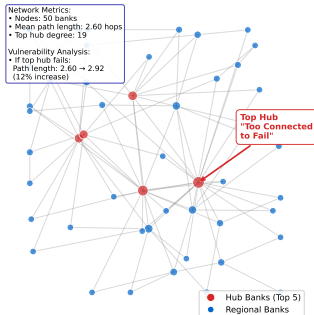 Network Metrics:
• Nodes: 50 banks
• Mean path length: 2.60 hops
• Top hub degree: 19
Vulnerability Analysis:
• If top hub fails:
Path length: 2.60 → 2.92
(12% increase)
Top Hub
"Too Connected
to Fail"
Hub Banks (Top 5)
Regional Banks